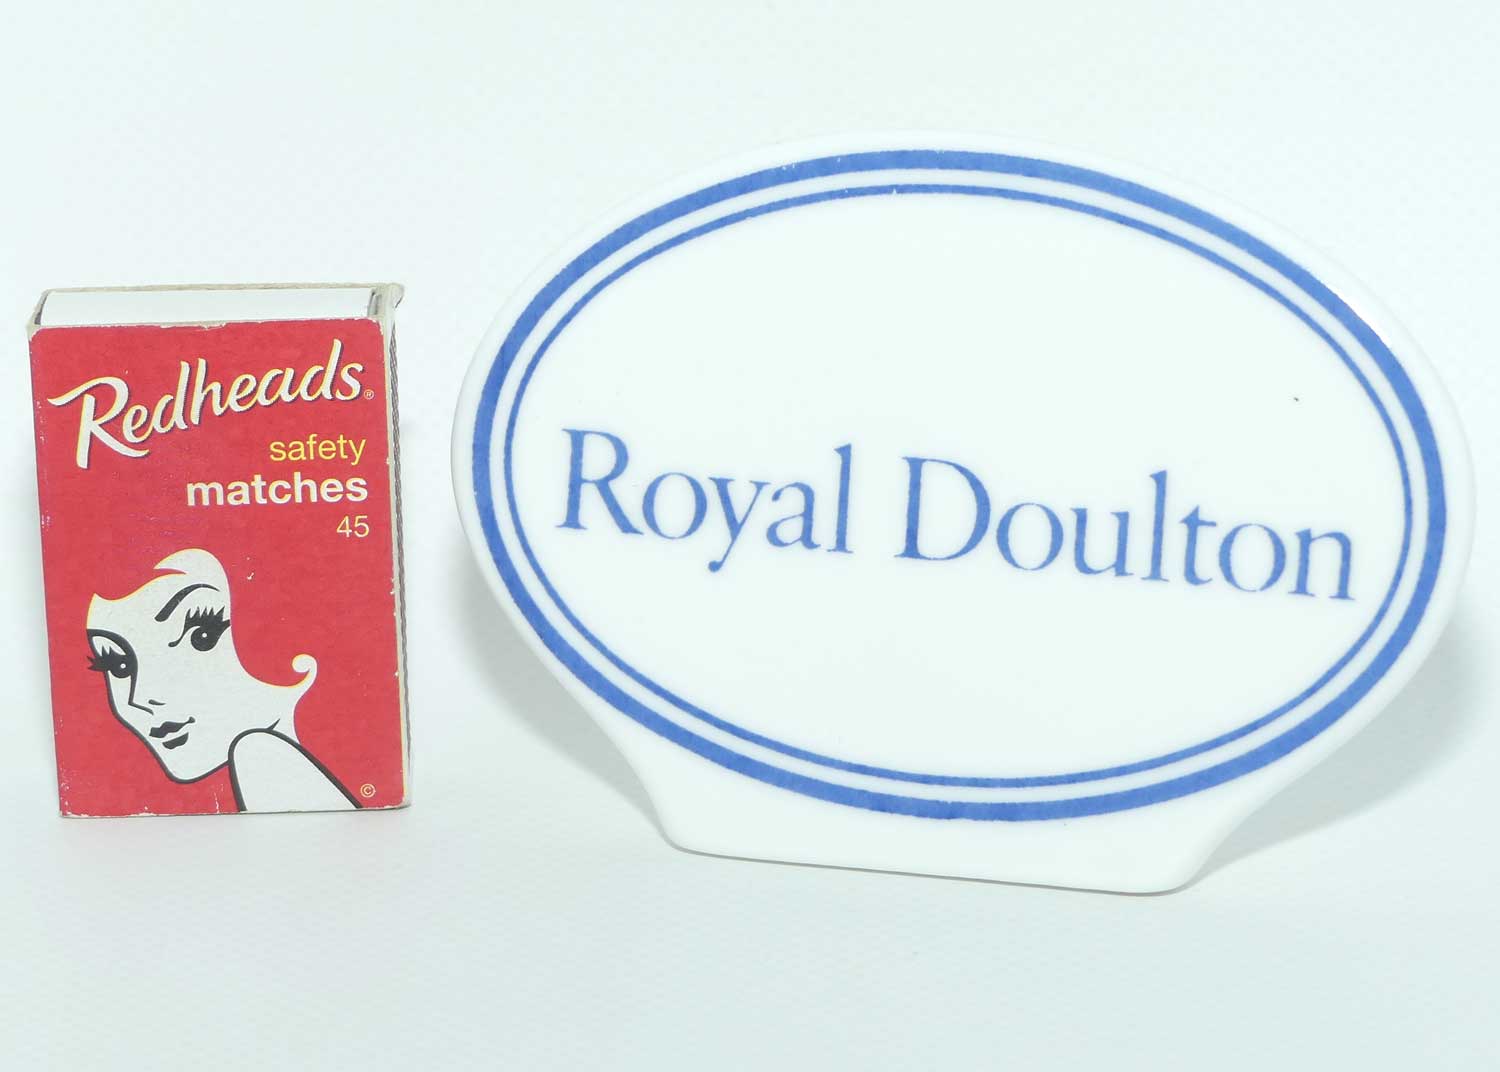 Redheads®
safety
matches
45
©
Royal Doulton